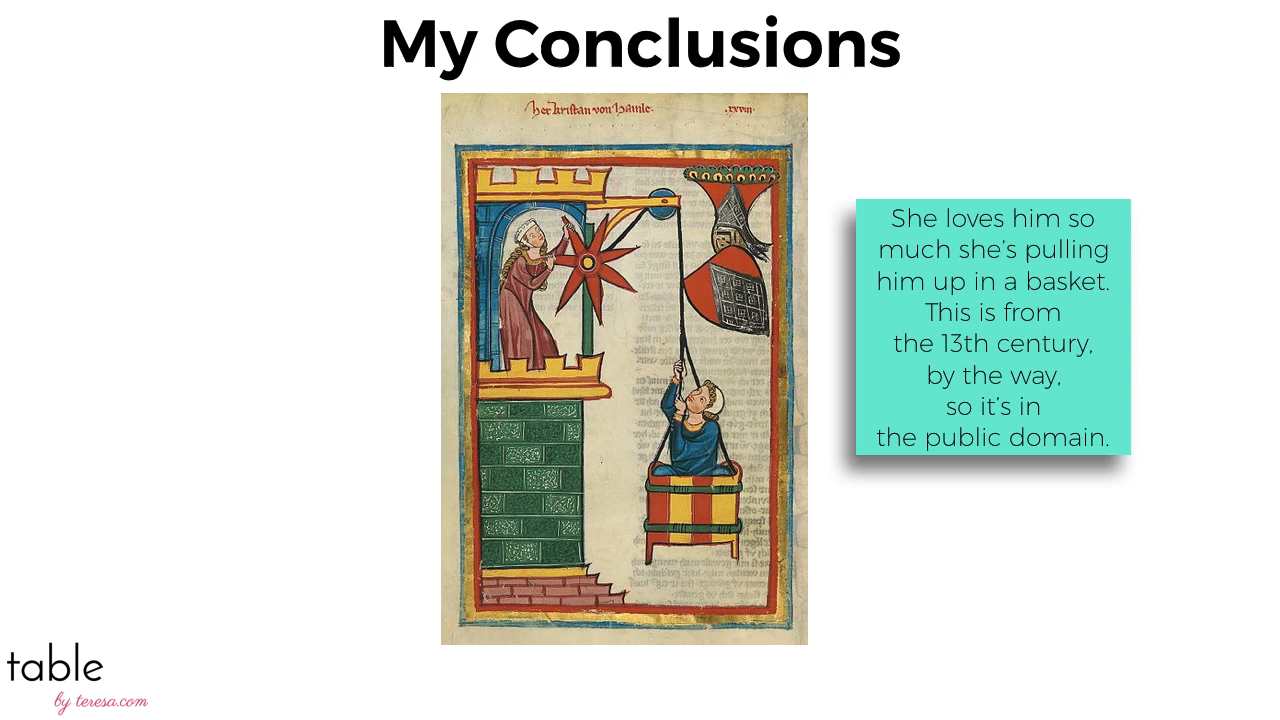 My Conclusions
her kristan von hamle.
.xxviii.
She loves him so
much she’s pulling
him up in a basket.
This is from
the 13th century,
by the way,
so it’s in
the public domain.
table
by teresa.com